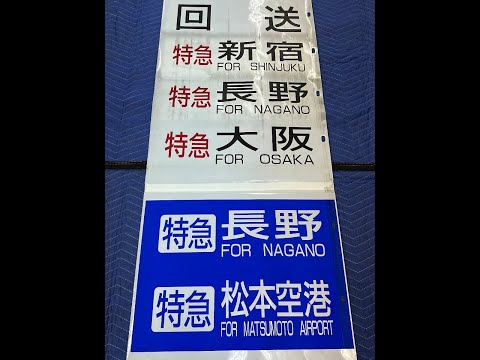 回送
特急 新宿
FOR SHINJUKU
特急 長野
FOR NAGANO
特急 大阪
FOR OSAKA
特急 長野
FOR NAGANO
特急 松本空港
FOR MATSUMOTO AIRPORT